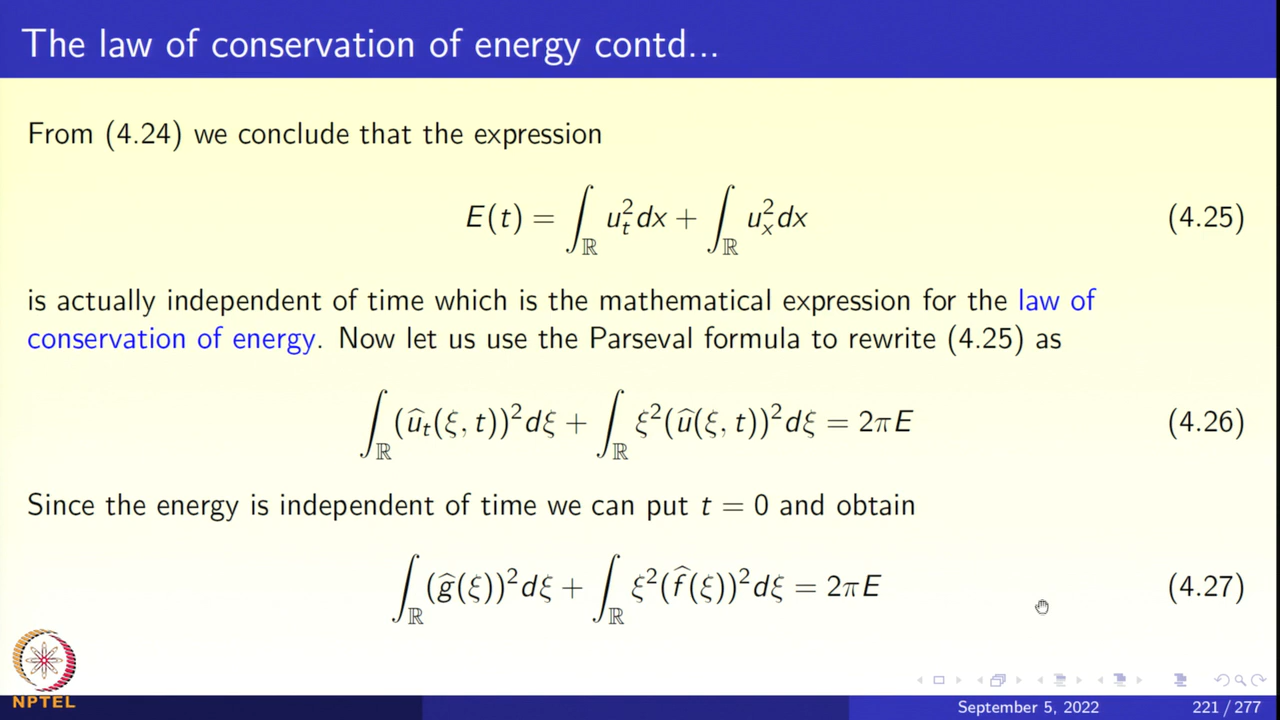 The law of conservation of energy contd...
From (4.24) we conclude that the expression
E(t) = ∫_ℝ u_t^2 dx + ∫_ℝ u_x^2 dx (4.25)
is actually independent of time which is the mathematical expression for the law of
conservation of energy. Now let us use the Parseval formula to rewrite (4.25) as
∫_ℝ (û_t(ξ, t))^2 dξ + ∫_ℝ ξ^2(û(ξ, t))^2 dξ = 2πE (4.26)
Since the energy is independent of time we can put t = 0 and obtain
∫_ℝ (ĝ(ξ))^2 dξ + ∫_ℝ ξ^2(f̂(ξ))^2 dξ = 2πE (4.27)
NPTEL
September 5, 2022 221 / 277